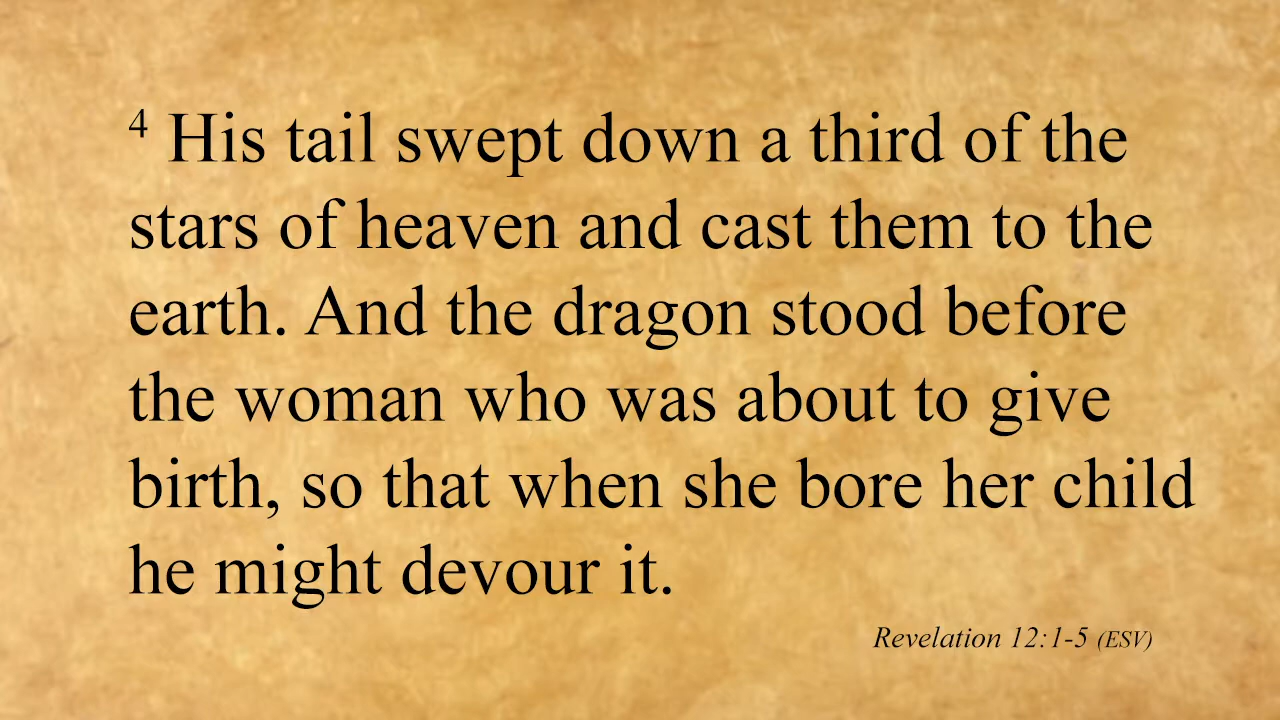 4 His tail swept down a third of the
stars of heaven and cast them to the
earth. And the dragon stood before
the woman who was about to give
birth, so that when she bore her child
he might devour it.
Revelation 12:1-5 (ESV)